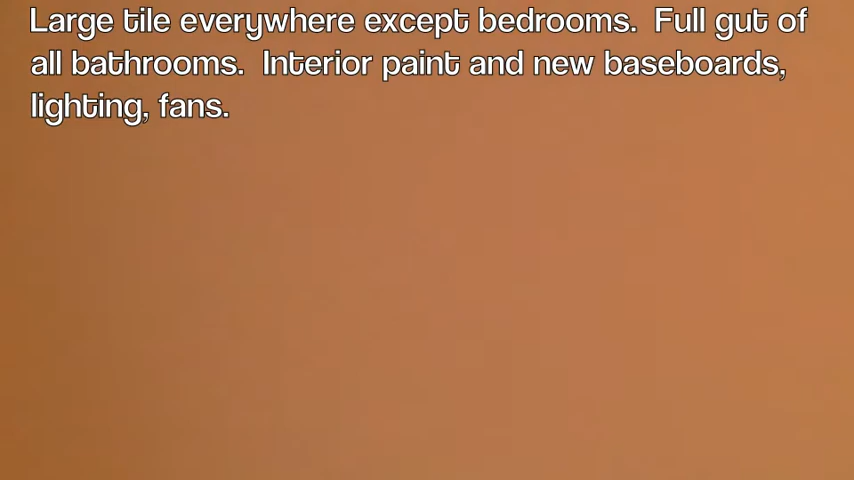 Large tile everywhere except bedrooms.  Full gut of
all bathrooms.  Interior paint and new baseboards,
lighting, fans.